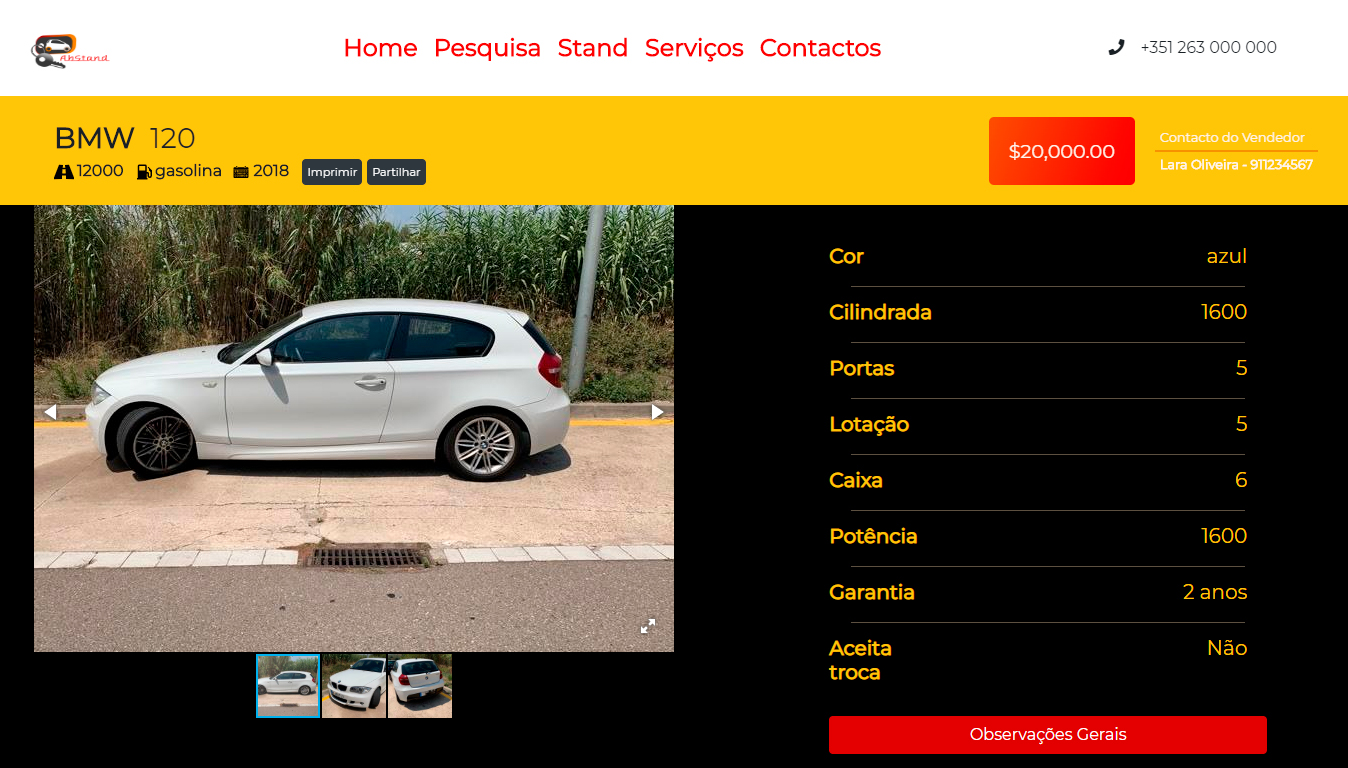 AbStand
Home Pesquisa Stand Serviços Contactos
+351 263 000 000
BMW 120
12000 gasolina 2018 Imprimir Partilhar
$20,000.00
Contacto do Vendedor
Lara Oliveira - 911234567
Cor azul
Cilindrada 1600
Portas 5
Lotação 5
Caixa 6
Potência 1600
Garantia 2 anos
Aceita troca Não
Observações Gerais